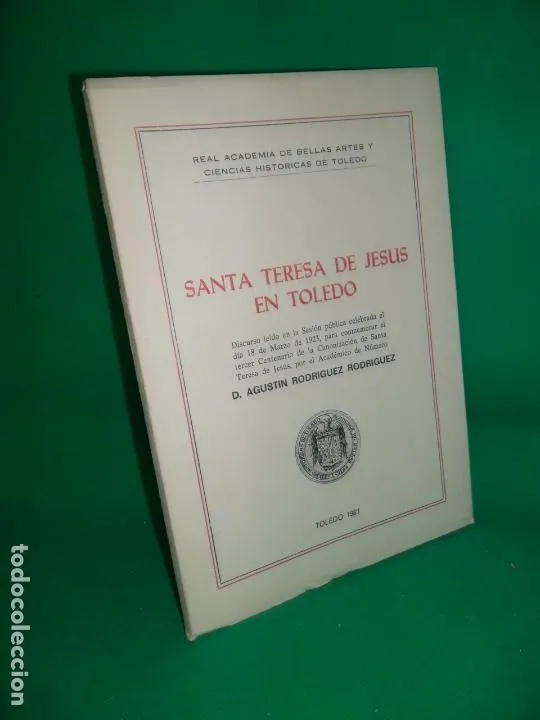 REAL ACADEMIA DE BELLAS ARTES Y
CIENCIAS HISTORICAS DE TOLEDO
SANTA TERESA DE JESUS
EN TOLEDO
Discurso leído en la Sesión pública celebrada el
día 18 de Marzo de 1923, para conmemorar el
tercer Centenario de la Canonización de Santa
Teresa de Jesús, por el Académico de Número
D. AGUSTIN RODRIGUEZ RODRIGUEZ
TOLEDO 1981
todocoleccion